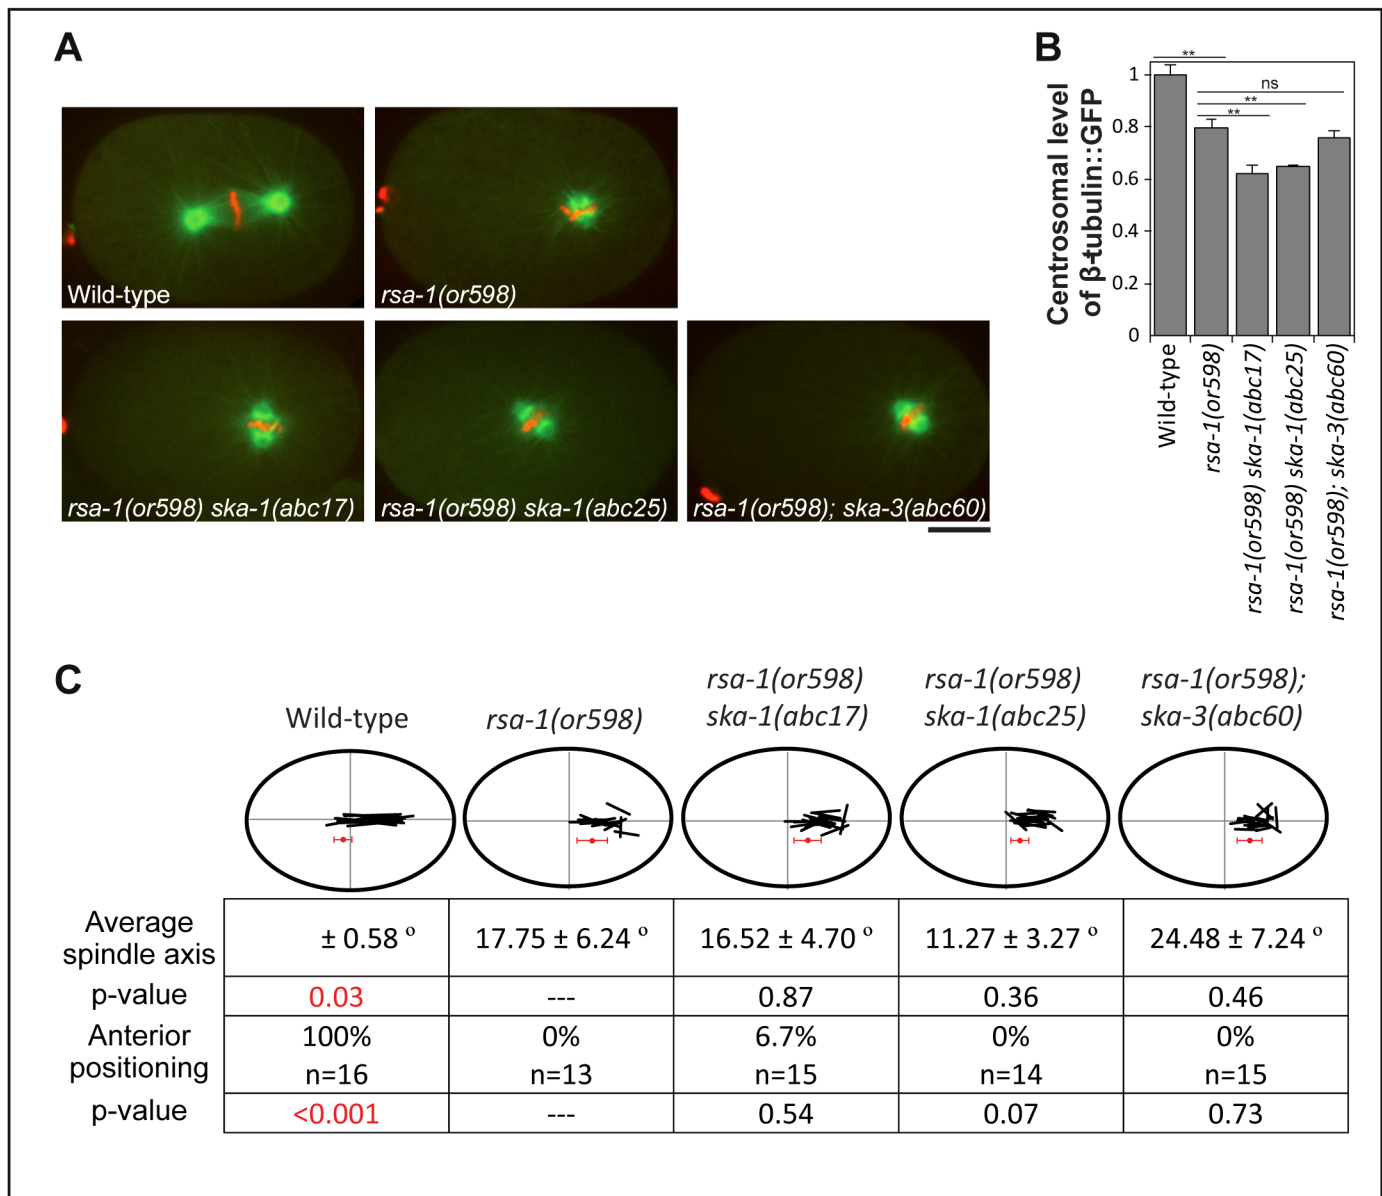 A
Wild-type
rsa-1(or598)
rsa-1(or598) ska-1(abc17)
rsa-1(or598) ska-1(abc25)
rsa-1(or598); ska-3(abc60)
B
Centrosomal level
of β-tubulin::GFP
1
0.8
0.6
0.4
0.2
0
**
ns
**
**
Wild-type
rsa-1(or598)
rsa-1(or598) ska-1(abc17)
rsa-1(or598) ska-1(abc25)
rsa-1(or598); ska-3(abc60)
C
Wild-type
rsa-1(or598)
rsa-1(or598)
ska-1(abc17)
rsa-1(or598)
ska-1(abc25)
rsa-1(or598);
ska-3(abc60)
Average
spindle axis
± 0.58 º
17.75 ± 6.24 º
16.52 ± 4.70 º
11.27 ± 3.27 º
24.48 ± 7.24 º
p-value
0.03
---
0.87
0.36
0.46
Anterior
positioning
100%
n=16
0%
n=13
6.7%
n=15
0%
n=14
0%
n=15
p-value
<0.001
---
0.54
0.07
0.73